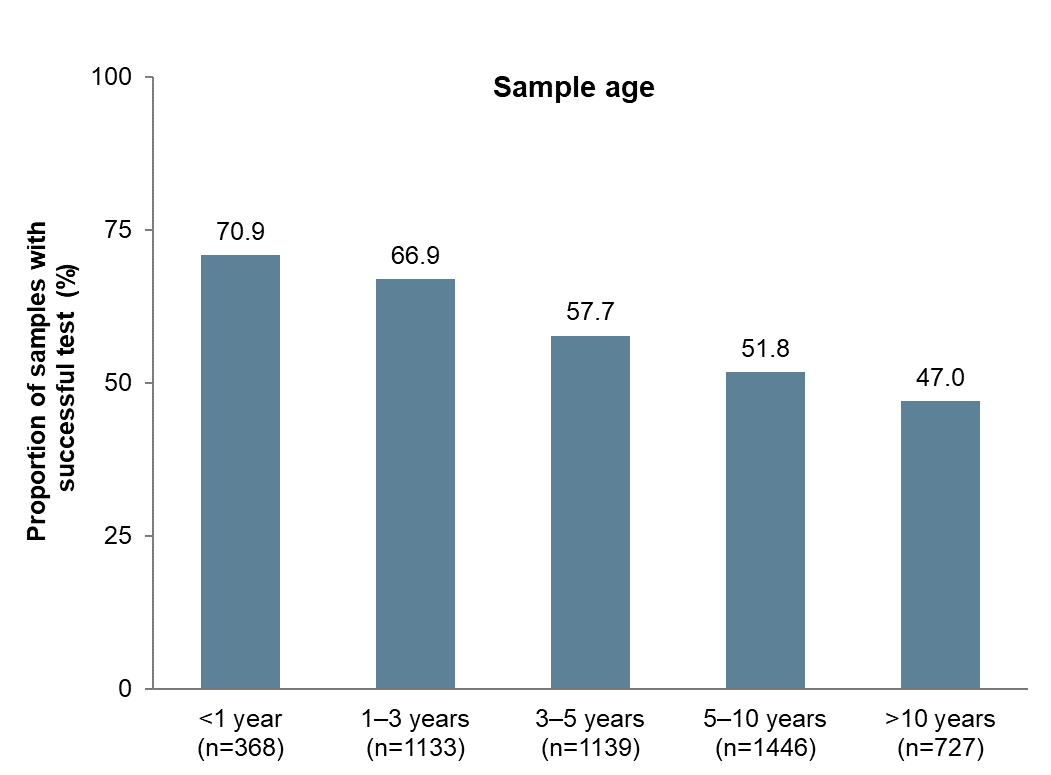 Sample age
Proportion of samples with
successful test (%)
100
75
50
25
0
70.9
66.9
57.7
51.8
47.0
<1 year
(n=368)
1–3 years
(n=1133)
3–5 years
(n=1139)
5–10 years
(n=1446)
>10 years
(n=727)